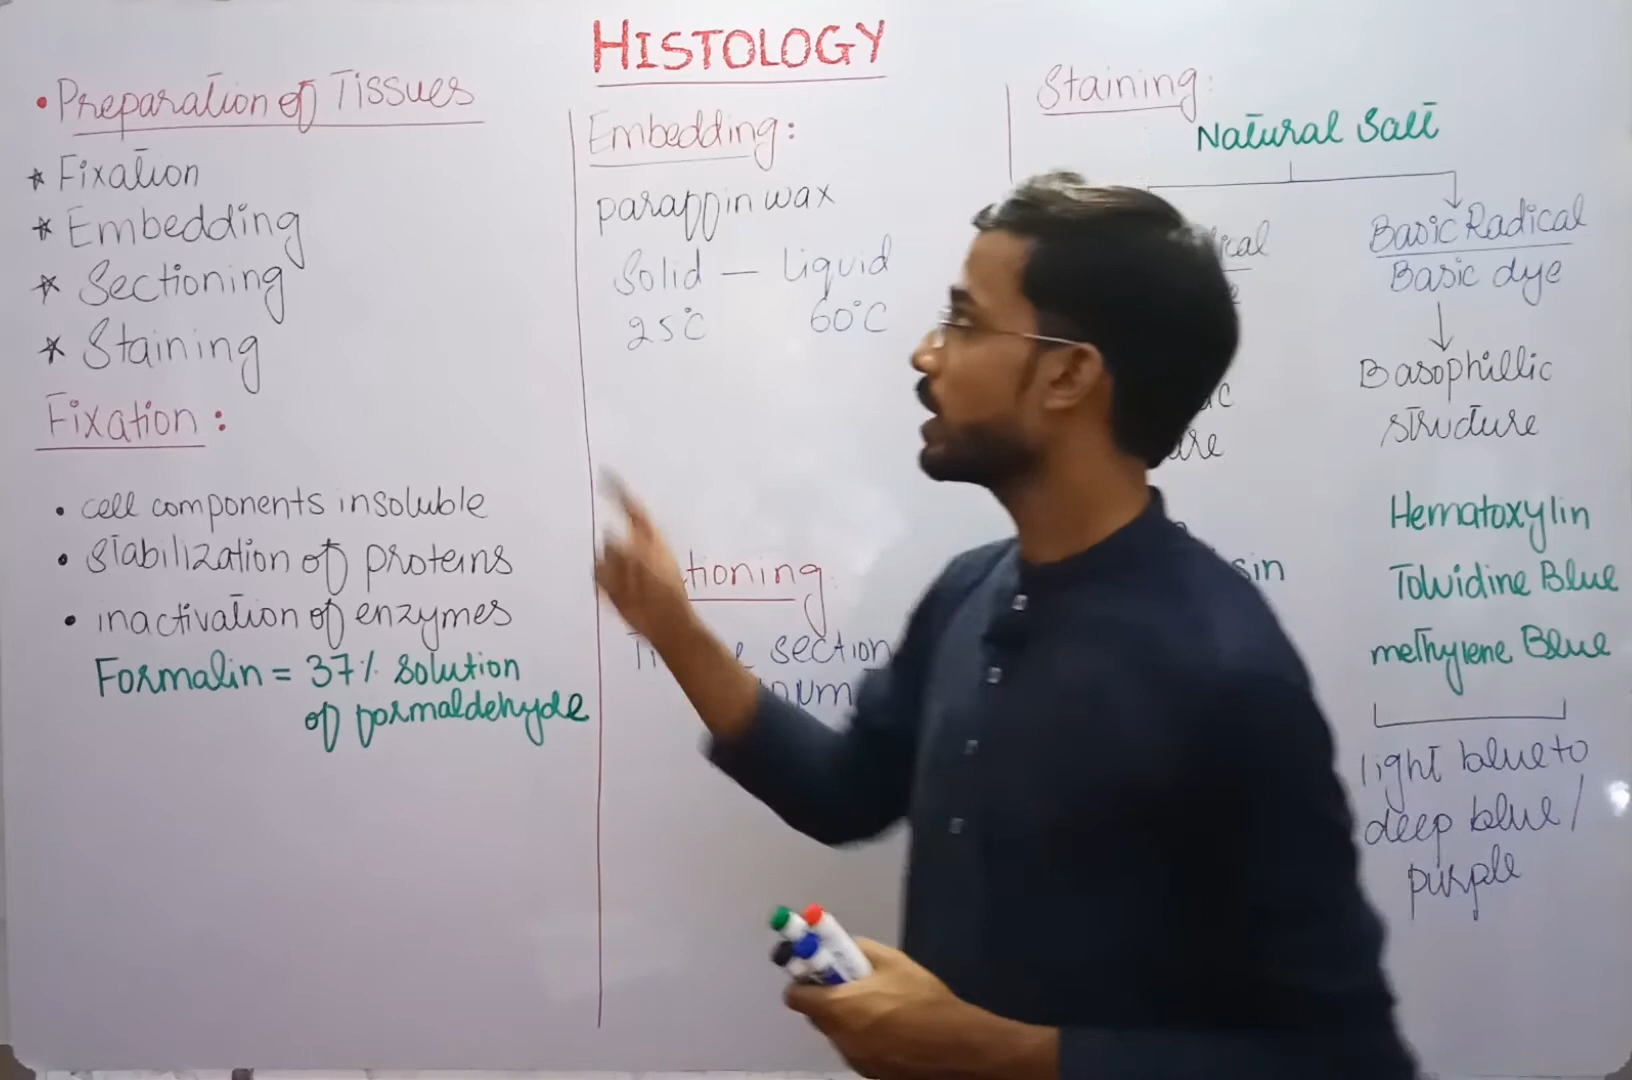 HISTOLOGY
• Preparation of Tissues
* Fixation
* Embedding
* Sectioning
* Staining
Fixation:
• cell components insoluble
• stabilization of proteins
• inactivation of enzymes
Formalin = 37% solution
of formaldehyde
Embedding:
paraffin wax
Solid — Liquid
25°C 60°C
section
Staining:
Natural Salt
Basic Radical
Basic dye
Basophillic
structure
Hematoxylin
Toluidine Blue
methylene Blue
light blue to
deep blue/
purple